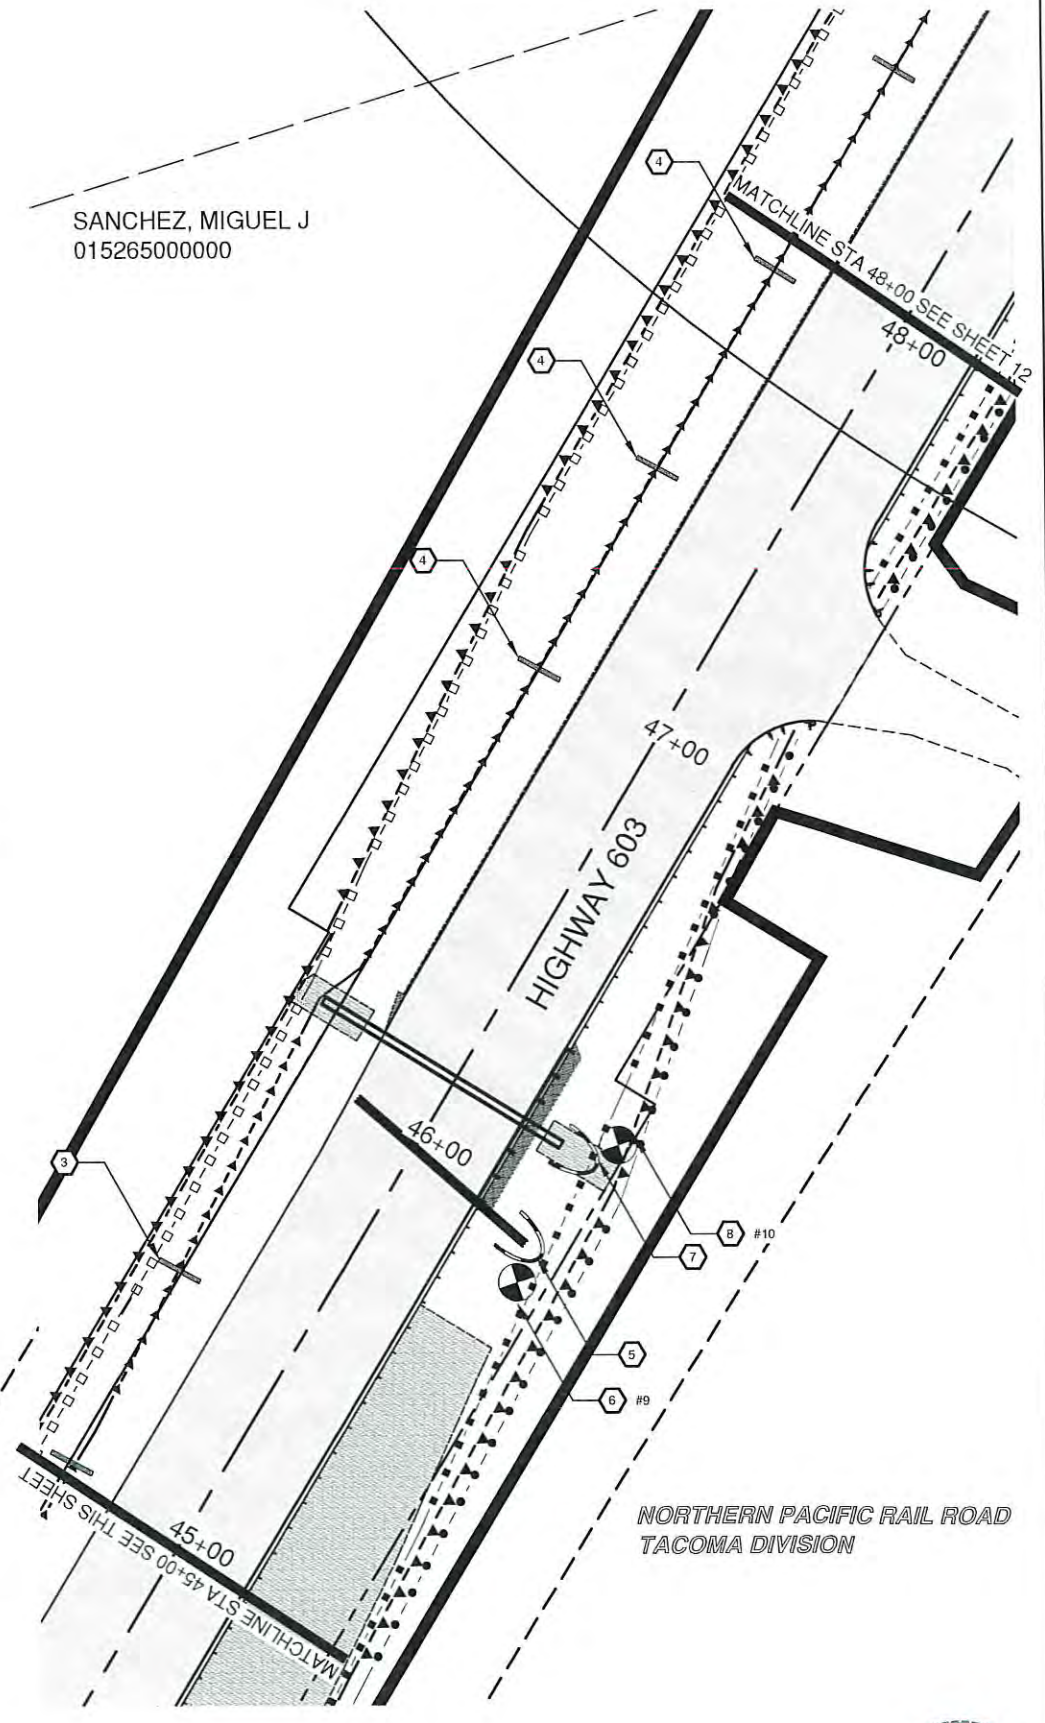 SANCHEZ, MIGUEL J
015265000000
4
MATCHLINE STA 48+00 SEE SHEET 12
48+00
4
4
47+00
HIGHWAY 603
46+00
3
8 #10
7
5
6 #9
NORTHERN PACIFIC RAIL ROAD
TACOMA DIVISION
45+00
MATCHLINE STA 45+00 SEE THIS SHEET